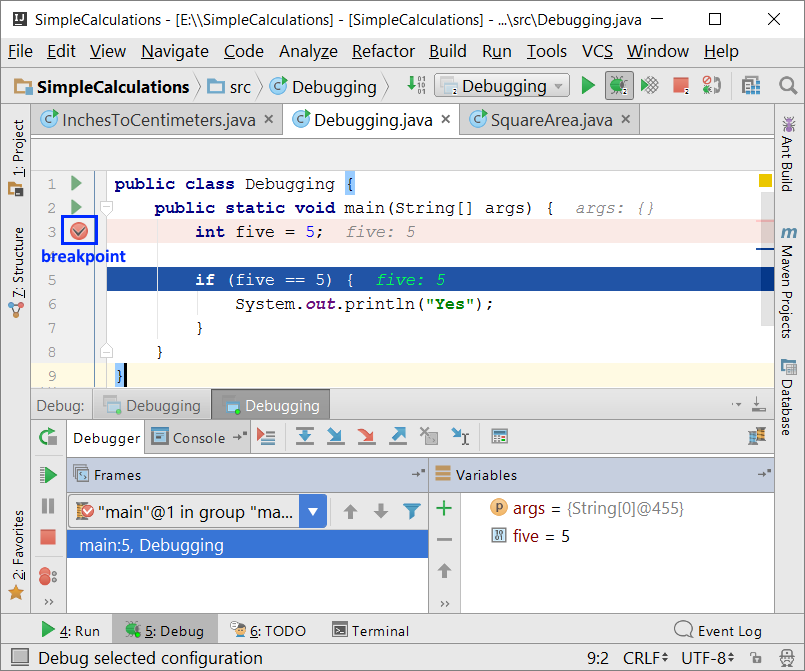 SimpleCalculations - [E:\\SimpleCalculations] - [SimpleCalculations] - ...\src\Debugging.java
File Edit View Navigate Code Analyze Refactor Build Run Tools VCS Window Help
SimpleCalculations src Debugging Debugging
InchesToCentimeters.java Debugging.java SquareArea.java
1: Project
7: Structure
2: Favorites
1 public class Debugging {
2 public static void main(String[] args) { args: {}
3 int five = 5; five: 5
breakpoint
5 if (five == 5) { five: 5
6 System.out.println("Yes");
7 }
8 }
9 }
Ant Build
m Maven Projects
Database
Debug: Debugging Debugging
Debugger Console
Frames Variables
"main"@1 in group "ma...
main:5, Debugging
p args = {String[0]@455}
five = 5
4: Run 5: Debug 6: TODO Terminal Event Log
Debug selected configuration 9:2 CRLF UTF-8